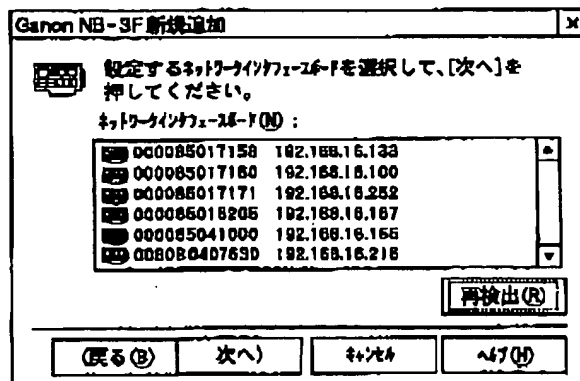 Canon NB-3F 新規追加
設定するネットワークインタフェースボードを選択して、[次へ]を
押してください。
ネットワークインタフェースボード(N) :
000085017158 192.168.16.133
000085017160 192.168.16.100
000085017171 192.168.16.252
000085016205 192.168.16.167
000085041000 192.168.16.166
0080B0407630 192.168.16.216
再検出(R)
(戻る(B) 次へ) キャンセル ヘルプ(H)